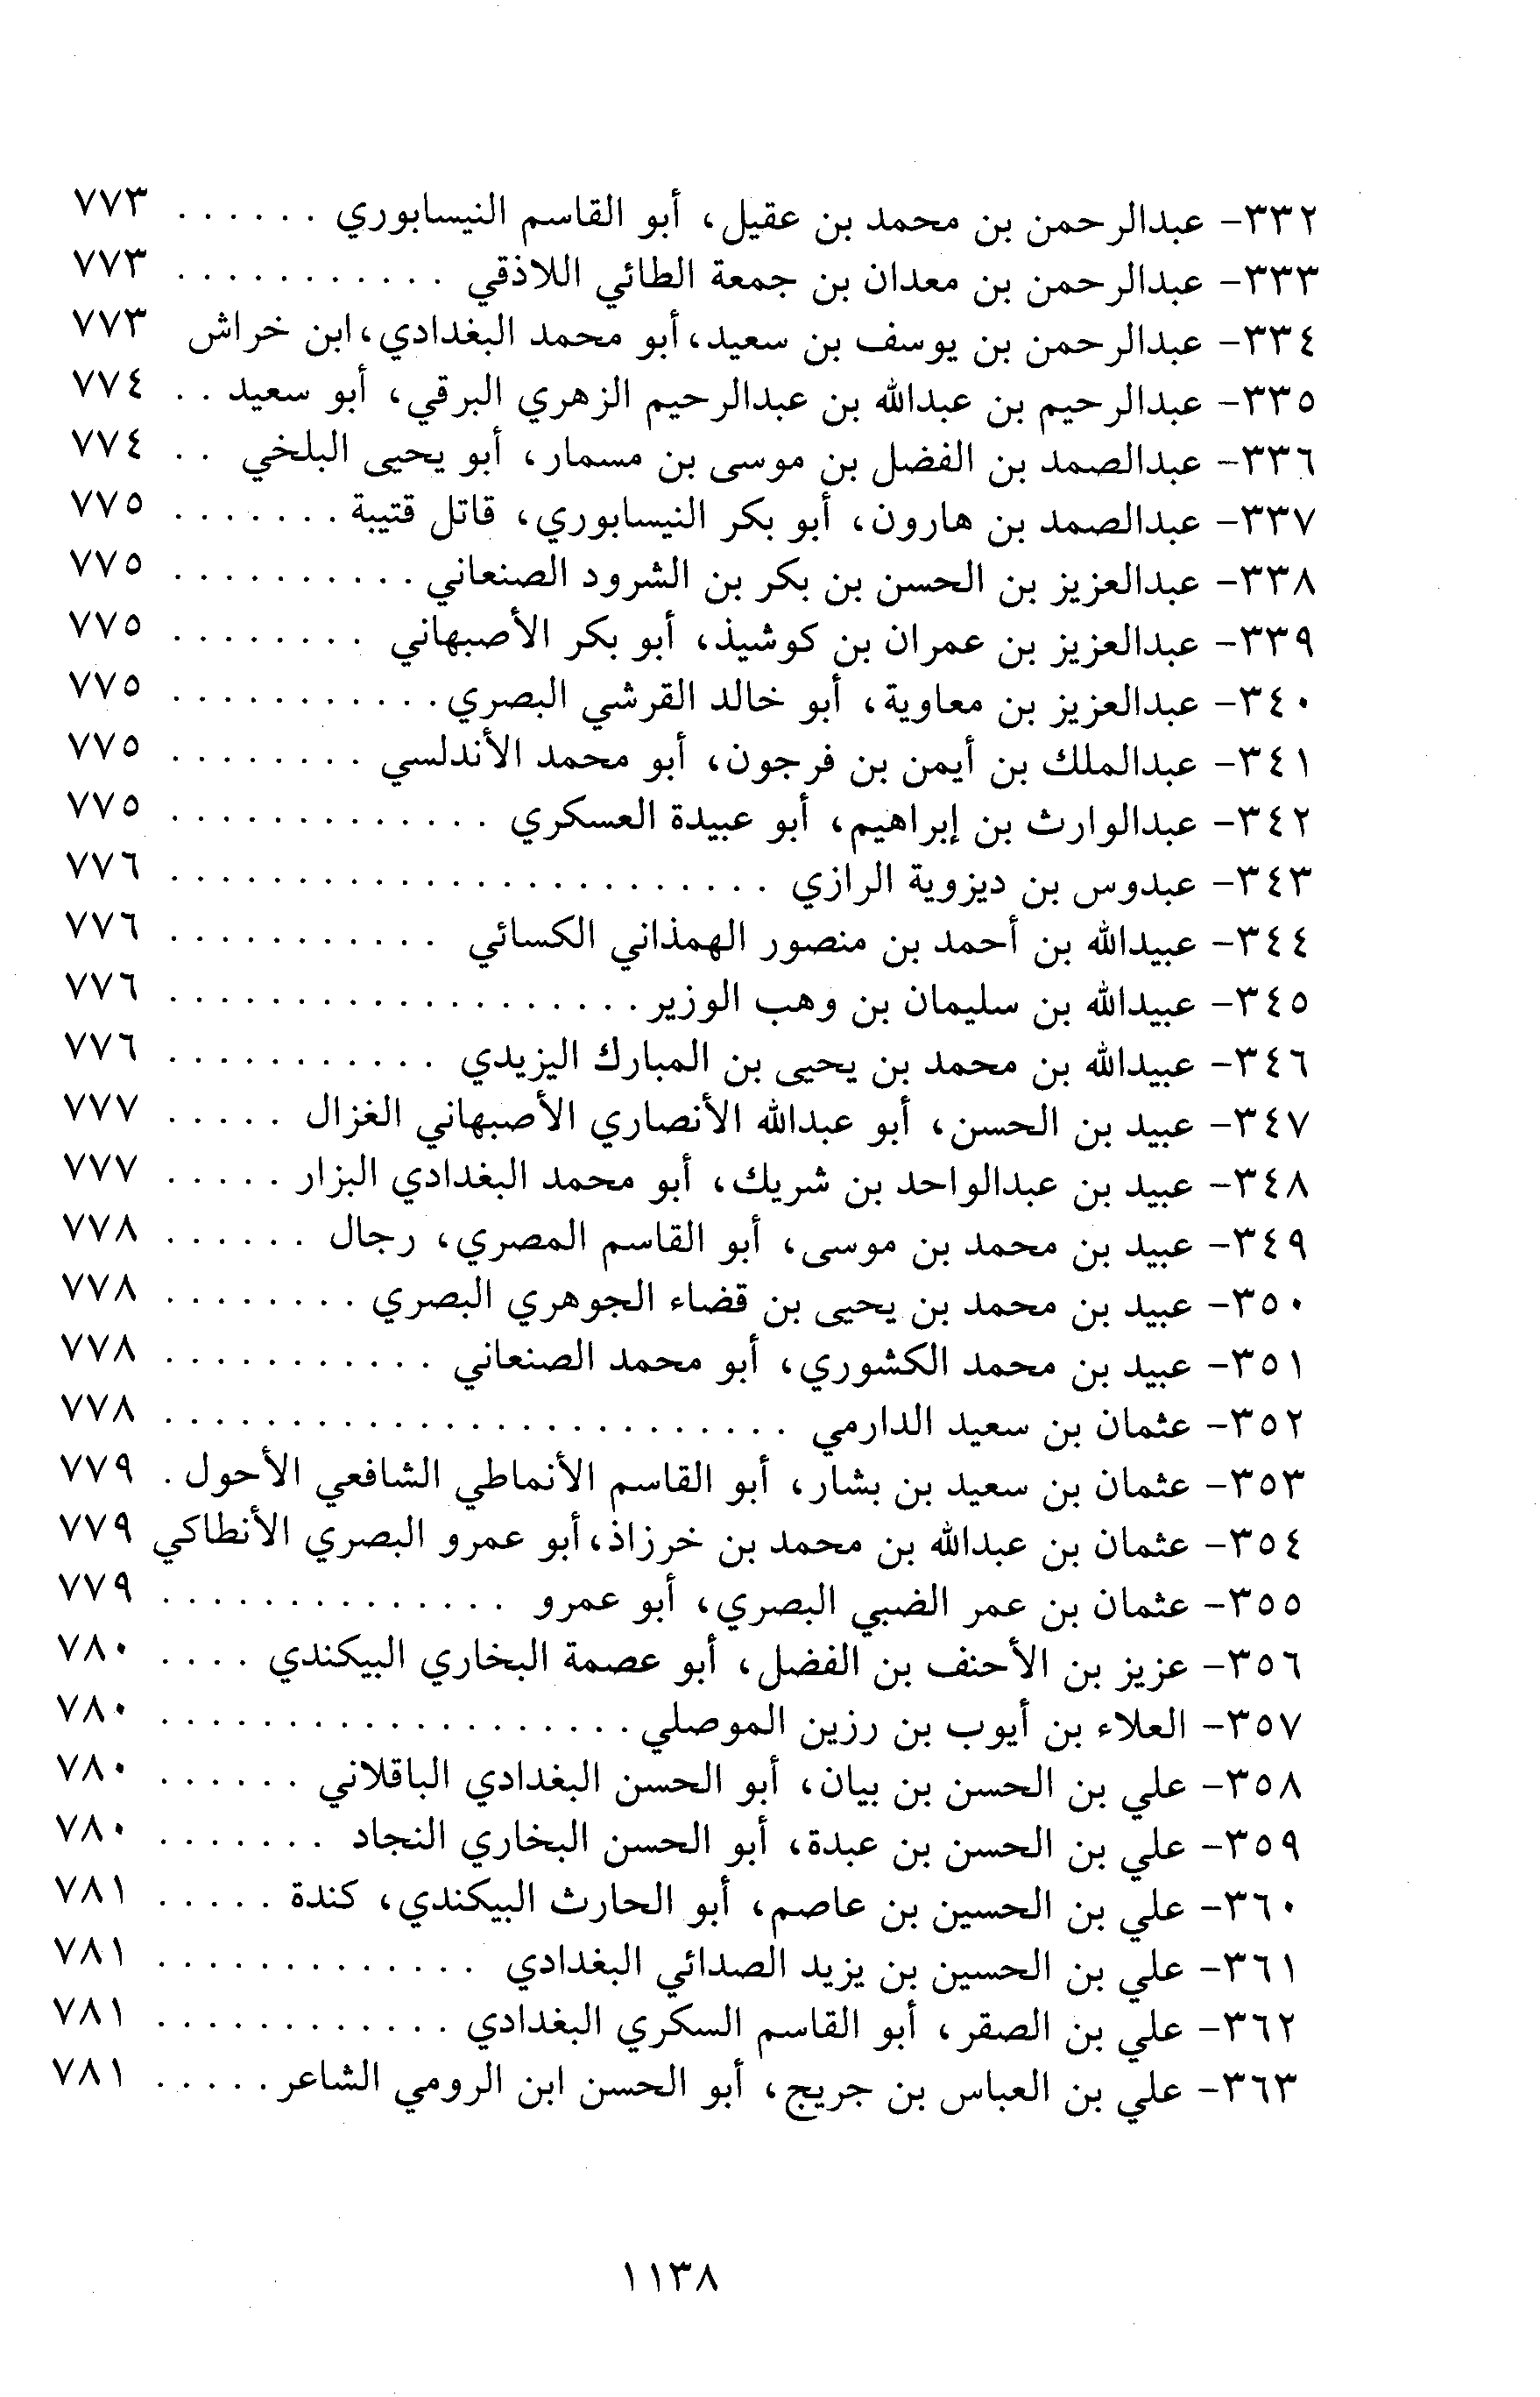 ٣٣٢- عبدالرحمن بن محمد بن عقيل، أبو القاسم النيسابوري . . . . . . ٧٧٣
٣٣٣- عبدالرحمن بن معدان بن جمعة الطائي اللاذقي . . . . . . . . . . . ٧٧٣
٣٣٤- عبدالرحمن بن يوسف بن سعيد، أبو محمد البغدادي، ابن خراش ٧٧٣
٣٣٥- عبدالرحيم بن عبدالله بن عبدالرحيم الزهري البرقي، أبو سعيد . . ٧٧٤
٣٣٦- عبدالصمد بن الفضل بن موسى بن مسمار، أبو يحيى البلخي . . ٧٧٤
٣٣٧- عبدالصمد بن هارون، أبو بكر النيسابوري، قاتل قتيبة . . . . . . . ٧٧٥
٣٣٨- عبدالعزيز بن الحسن بن بكر بن الشرود الصنعاني . . . . . . . . . . ٧٧٥
٣٣٩- عبدالعزيز بن عمران بن كوشيذ، أبو بكر الأصبهاني . . . . . . . . ٧٧٥
٣٤٠- عبدالعزيز بن معاوية، أبو خالد القرشي البصري . . . . . . . . . . . ٧٧٥
٣٤١- عبدالملك بن أيمن بن فرجون، أبو محمد الأندلسي . . . . . . . . ٧٧٥
٣٤٢- عبدالوارث بن إبراهيم، أبو عبيدة العسكري . . . . . . . . . . . . . ٧٧٥
٣٤٣- عبدوس بن ديزوية الرازي . . . . . . . . . . . . . . . . . . . . . . . . ٧٧٦
٣٤٤- عبيدالله بن أحمد بن منصور الهمذاني الكسائي . . . . . . . . . . . ٧٧٦
٣٤٥- عبيدالله بن سليمان بن وهب الوزير . . . . . . . . . . . . . . . . . . . ٧٧٦
٣٤٦- عبيدالله بن محمد بن يحيى بن المبارك اليزيدي . . . . . . . . . . . ٧٧٦
٣٤٧- عبيد بن الحسن، أبو عبدالله الأنصاري الأصبهاني الغزال . . . . . ٧٧٧
٣٤٨- عبيد بن عبدالواحد بن شريك، أبو محمد البغدادي البزار . . . . . ٧٧٧
٣٤٩- عبيد بن محمد بن موسى، أبو القاسم المصري، رجال . . . . . . ٧٧٨
٣٥٠- عبيد بن محمد بن يحيى بن قضاء الجوهري البصري . . . . . . . . ٧٧٨
٣٥١- عبيد بن محمد الكشوري، أبو محمد الصنعاني . . . . . . . . . . . ٧٧٨
٣٥٢- عثمان بن سعيد الدارمي . . . . . . . . . . . . . . . . . . . . . . . . . ٧٧٨
٣٥٣- عثمان بن سعيد بن بشار، أبو القاسم الأنماطي الشافعي الأحول . ٧٧٩
٣٥٤- عثمان بن عبدالله بن محمد بن خرزاذ، أبو عمرو البصري الأنطاكي ٧٧٩
٣٥٥- عثمان بن عمر الضبي البصري، أبو عمرو . . . . . . . . . . . . . . ٧٧٩
٣٥٦- عزيز بن الأحنف بن الفضل، أبو عصمة البخاري البيكندي . . . . ٧٨٠
٣٥٧- العلاء بن أيوب بن رزين الموصلي . . . . . . . . . . . . . . . . . . . ٧٨٠
٣٥٨- علي بن الحسن بن بيان، أبو الحسن البغدادي الباقلاني . . . . . . ٧٨٠
٣٥٩- علي بن الحسن بن عبدة، أبو الحسن البخاري النجاد . . . . . . . ٧٨٠
٣٦٠- علي بن الحسين بن عاصم، أبو الحارث البيكندي، كندة . . . . . ٧٨١
٣٦١- علي بن الحسين بن يزيد الصدائي البغدادي . . . . . . . . . . . . . ٧٨١
٣٦٢- علي بن الصقر، أبو القاسم السكري البغدادي . . . . . . . . . . . . ٧٨١
٣٦٣- علي بن العباس بن جريج، أبو الحسن ابن الرومي الشاعر . . . . . ٧٨١
١١٣٨